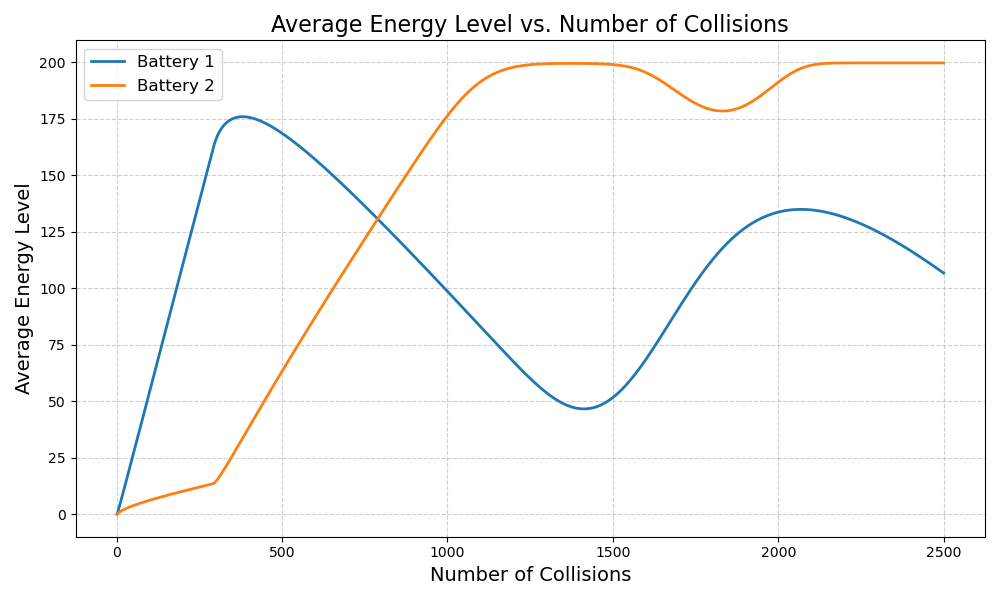 Average Energy Level vs. Number of Collisions
Battery 1
Battery 2
Average Energy Level
200
175
150
125
100
75
50
25
0
0 500 1000 1500 2000 2500
Number of Collisions